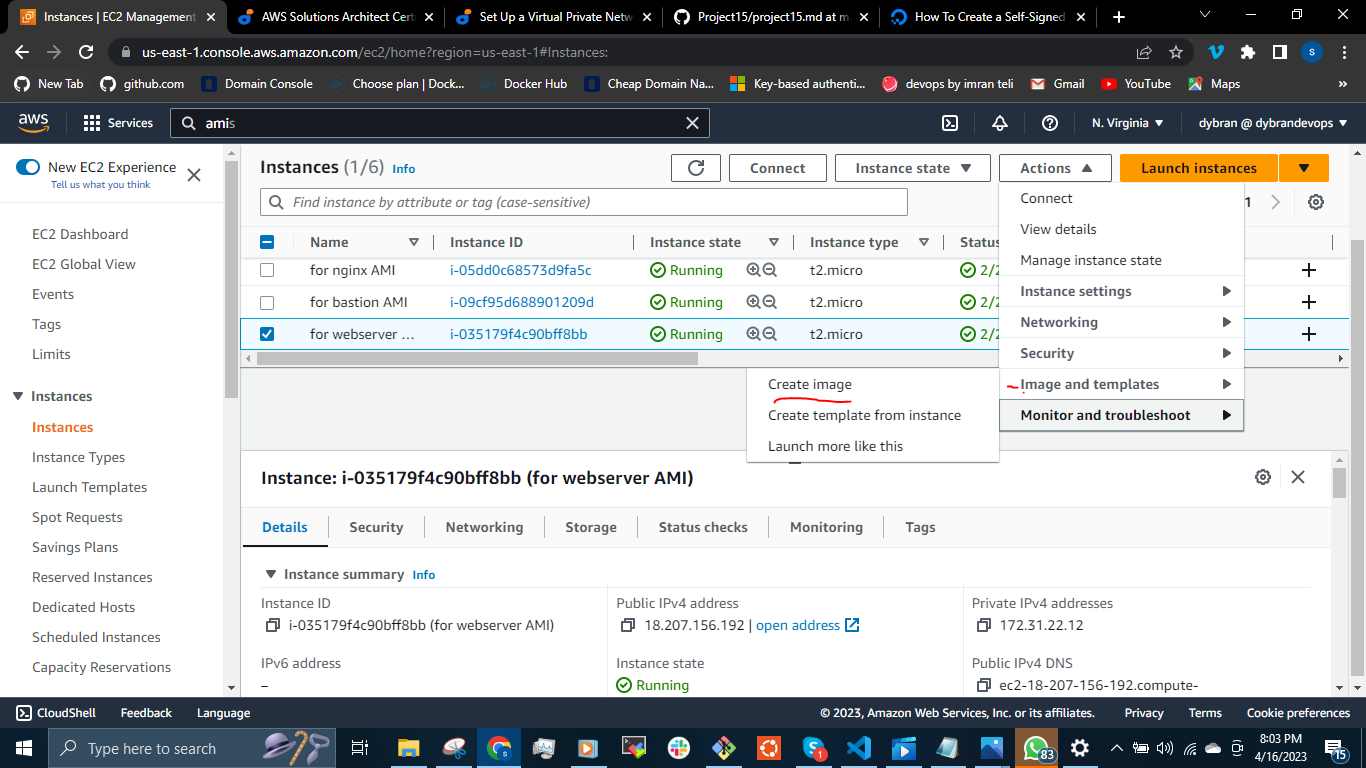 Instances | EC2 Management
AWS Solutions Architect Cert
Set Up a Virtual Private Netw
Project15/project15.md at ma
How To Create a Self-Signed
us-east-1.console.aws.amazon.com/ec2/home?region=us-east-1#Instances:
S
New Tab
github.com
Domain Console
Choose plan | Dock...
Docker Hub
Cheap Domain Na...
Key-based authenti...
devops by imran teli
Gmail
YouTube
Maps
»
aws
Services
amis
N. Virginia
dybran @ dybrandevops
New EC2 Experience
Tell us what you think
EC2 Dashboard
EC2 Global View
Events
Tags
Limits
Instances
Instances
Instance Types
Launch Templates
Spot Requests
Savings Plans
Reserved Instances
Dedicated Hosts
Scheduled Instances
Capacity Reservations
Instances (1/6) Info
Connect
Instance state
Actions
Launch instances
Find instance by attribute or tag (case-sensitive)
1
Name
Instance ID
Instance state
Instance type
Status
for nginx AMI i-05dd0c68573d9fa5c Running t2.micro 2/2
for bastion AMI i-09cf95d688901209d Running t2.micro 2/2
for webserver ... i-035179f4c90bff8bb Running t2.micro 2/2
Connect
View details
Manage instance state
Instance settings
Networking
Security
Image and templates
Monitor and troubleshoot
Create image
Create template from instance
Launch more like this
Instance: i-035179f4c90bff8bb (for webserver AMI)
Details
Security
Networking
Storage
Status checks
Monitoring
Tags
Instance summary Info
Instance ID
i-035179f4c90bff8bb (for webserver AMI)
Public IPv4 address
18.207.156.192 | open address
Private IPv4 addresses
172.31.22.12
IPv6 address
–
Instance state
Running
Public IPv4 DNS
ec2-18-207-156-192.compute-
CloudShell
Feedback
Language
© 2023, Amazon Web Services, Inc. or its affiliates.
Privacy
Terms
Cookie preferences
Type here to search
1
83
8:03 PM
4/16/2023
15